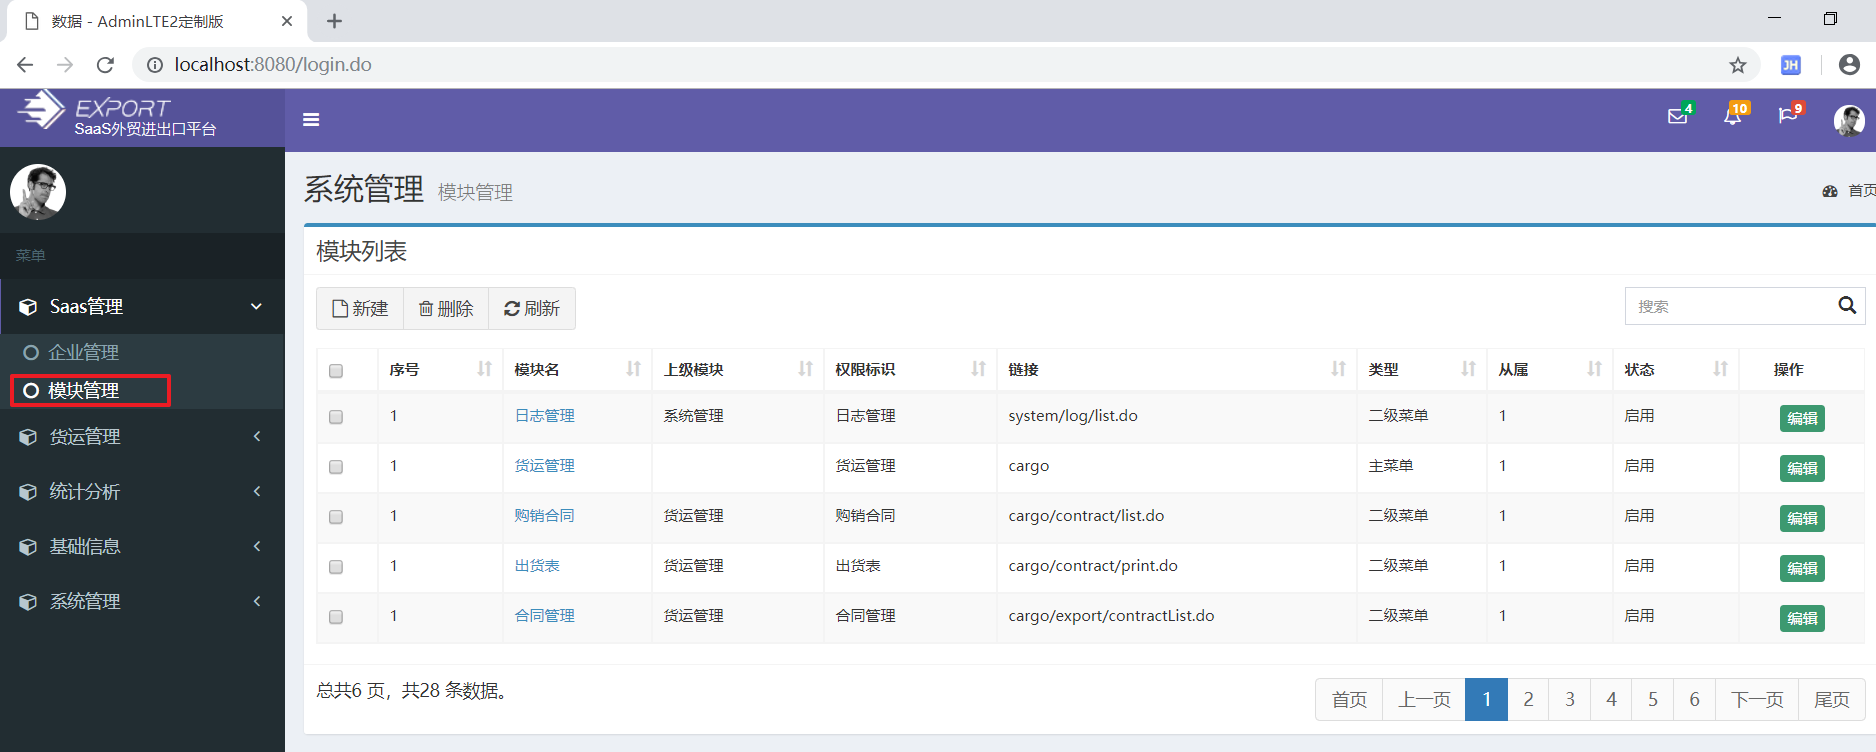 数据 - AdminLTE2定制版
localhost:8080/login.do
JH
EXPORT
SaaS外贸进出口平台
4
10
9
系统管理 模块管理
首页
菜单
Saas管理
企业管理
模块管理
货运管理
统计分析
基础信息
系统管理
模块列表
新建 删除 刷新
搜索
序号 模块名 上级模块 权限标识 链接 类型 从属 状态 操作
1 日志管理 系统管理 日志管理 system/log/list.do 二级菜单 1 启用 编辑
1 货运管理 货运管理 cargo 主菜单 1 启用 编辑
1 购销合同 货运管理 购销合同 cargo/contract/list.do 二级菜单 1 启用 编辑
1 出货表 货运管理 出货表 cargo/contract/print.do 二级菜单 1 启用 编辑
1 合同管理 货运管理 合同管理 cargo/export/contractList.do 二级菜单 1 启用 编辑
总共6 页，共28 条数据。
首页 上一页 1 2 3 4 5 6 下一页 尾页